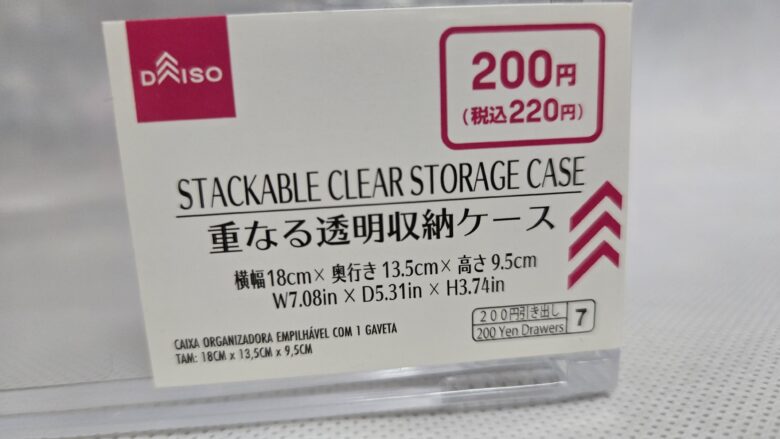 DAISO
200円
(税込220円)
STACKABLE CLEAR STORAGE CASE
重なる透明収納ケース
横幅18cm×奥行き13.5cm×高さ9.5cm
W7.08in × D5.31in × H3.74in
200円引き出し
200 Yen Drawers
7
CAIXA ORGANIZADORA EMPILHÁVEL COM 1 GAVETA
TAM: 18CM x 13,5CM x 9,5CM